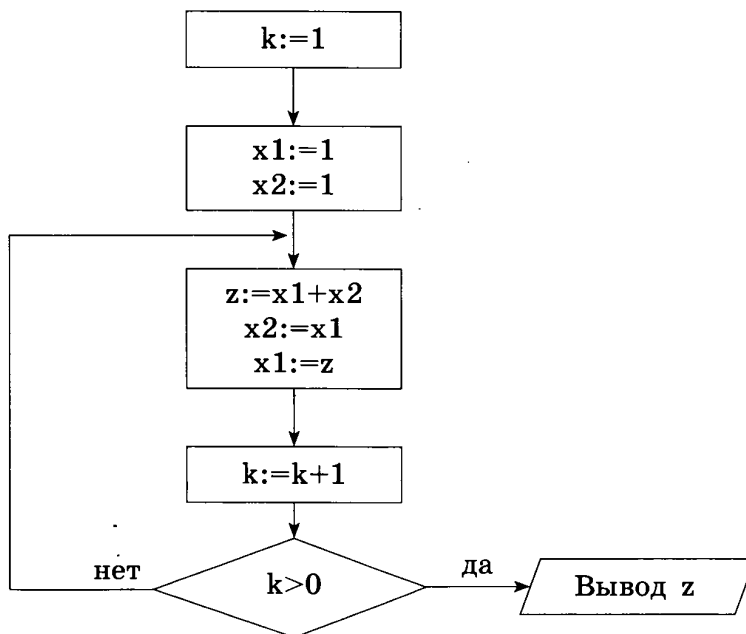 k:=1
x1:=1
x2:=1
z:=x1+x2
x2:=x1
x1:=z
k:=k+1
нет
k>0
да
Вывод z